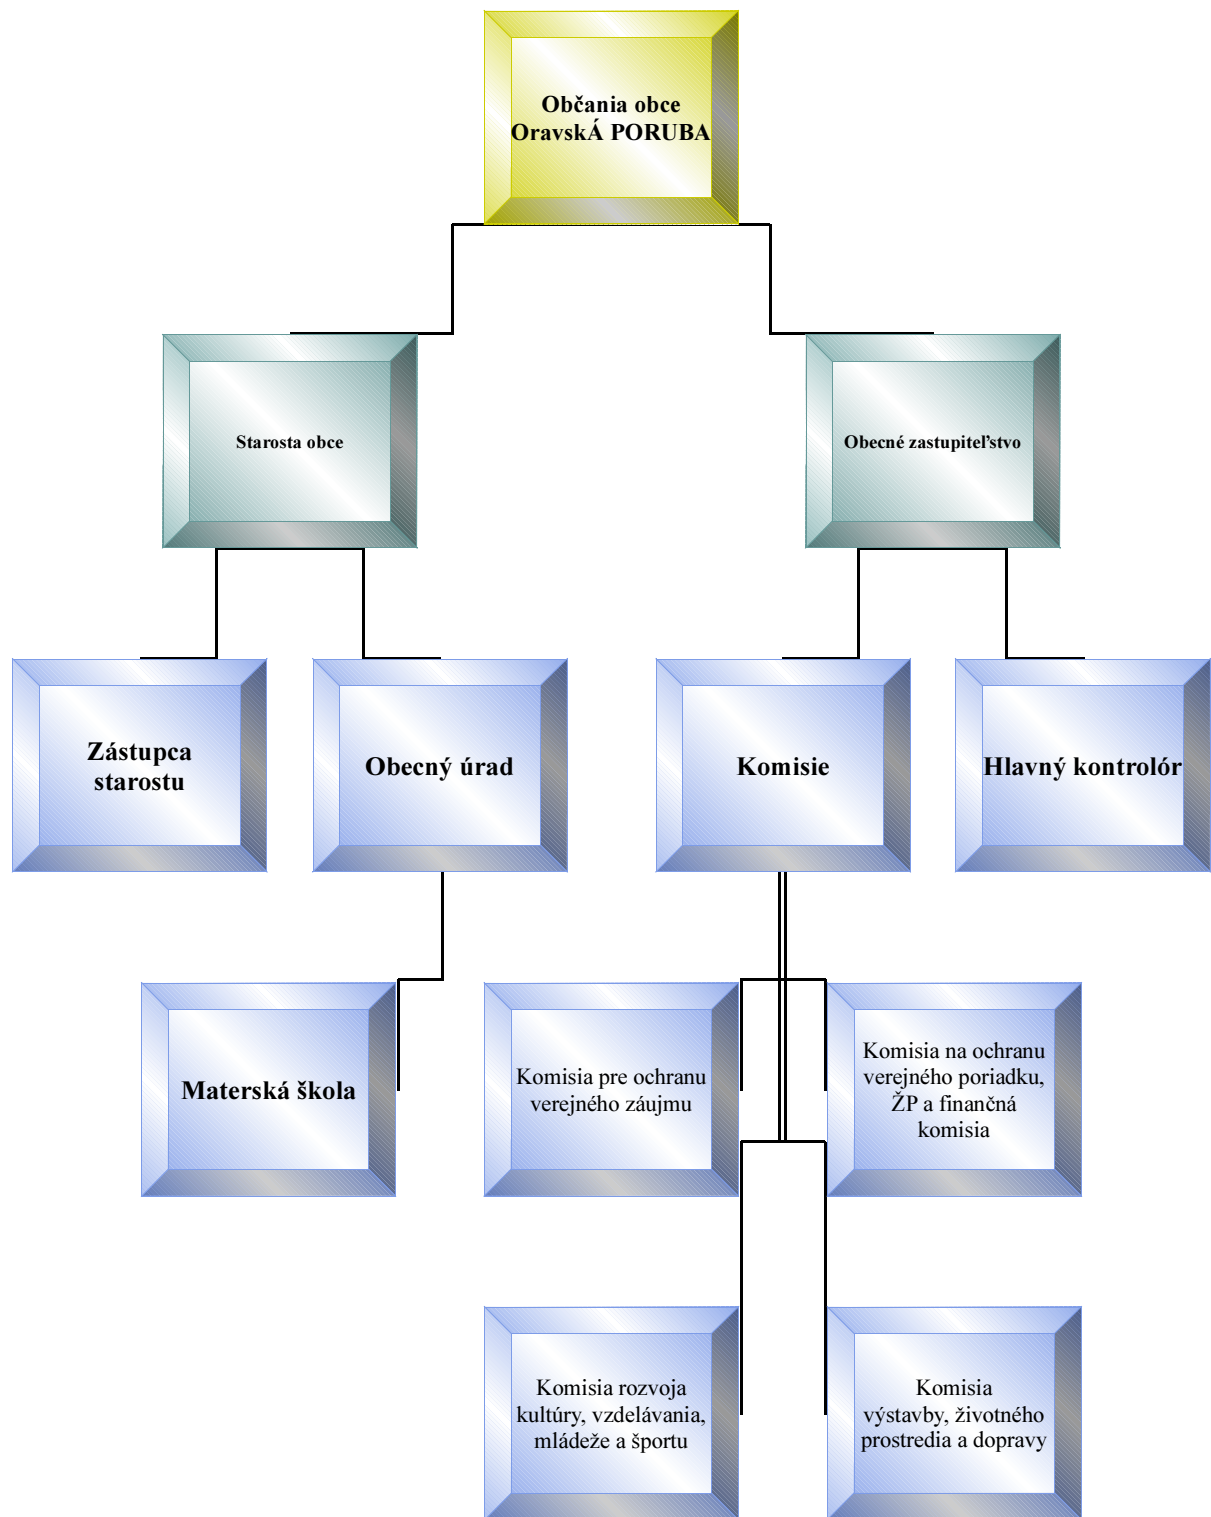 Občania obce
OravskÁ PORUBA
Starosta obce
Obecné zastupiteľstvo
Zástupca
starostu
Obecný úrad
Komisie
Hlavný kontrolór
Materská škola
Komisia pre ochranu
verejného záujmu
Komisia na ochranu
verejného poriadku,
ŽP a finančná
komisia
Komisia rozvoja
kultúry, vzdelávania,
mládeže a športu
Komisia
výstavby, životného
prostredia a dopravy